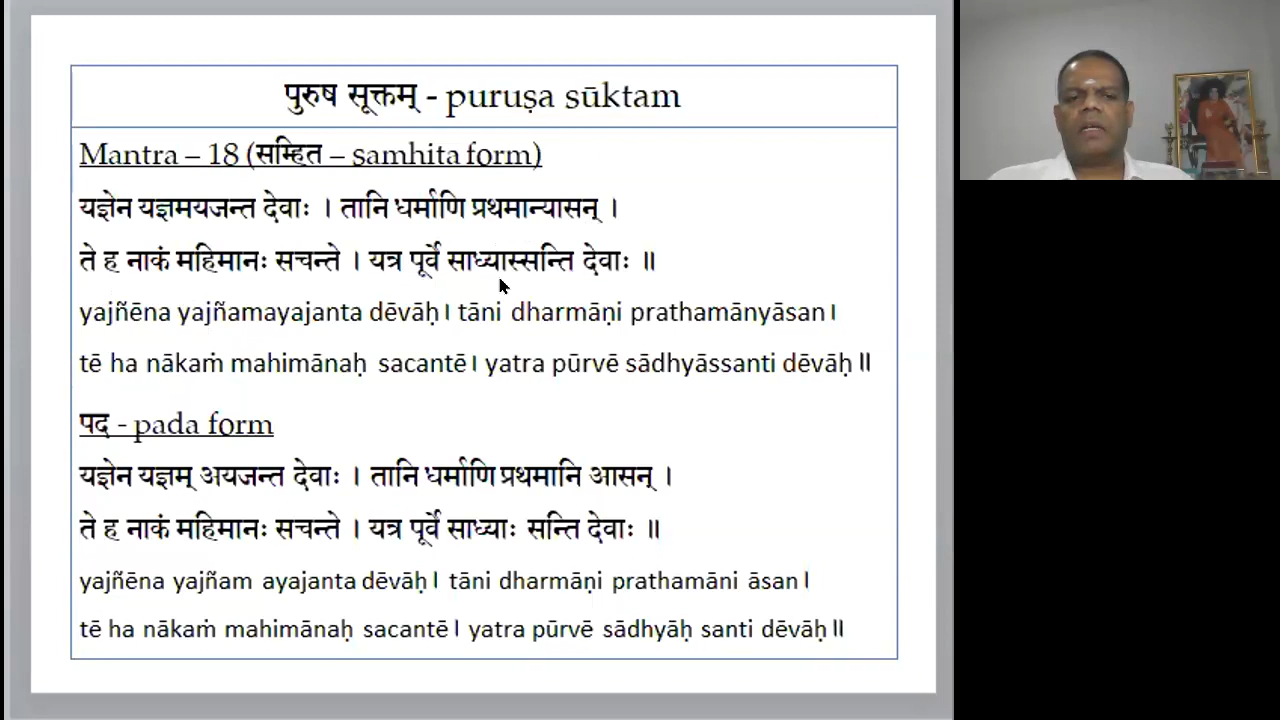 पुरुष सूक्तम् - puruṣa sūktam
Mantra – 18 (सम्हित – samhita form)
यज्ञेन यज्ञमयजन्त देवाः । तानि धर्माणि प्रथमान्यासन् ।
ते ह नाकं महिमानः सचन्ते । यत्र पूर्वे साध्यास्सन्ति देवाः ॥
yajñēna yajñamayajanta dēvāḥ। tāni dharmāṇi prathamānyāsan।
tē ha nākaṁ mahimānaḥ sacantē। yatra pūrvē sādhyāssanti dēvāḥ॥
पद - pada form
यज्ञेन यज्ञम् अयजन्त देवाः । तानि धर्माणि प्रथमानि आसन् ।
ते ह नाकं महिमानः सचन्ते । यत्र पूर्वे साध्याः सन्ति देवाः ॥
yajñēna yajñam ayajanta dēvāḥ। tāni dharmāṇi prathamāni āsan।
tē ha nākaṁ mahimānaḥ sacantē। yatra pūrvē sādhyāḥ santi dēvāḥ॥